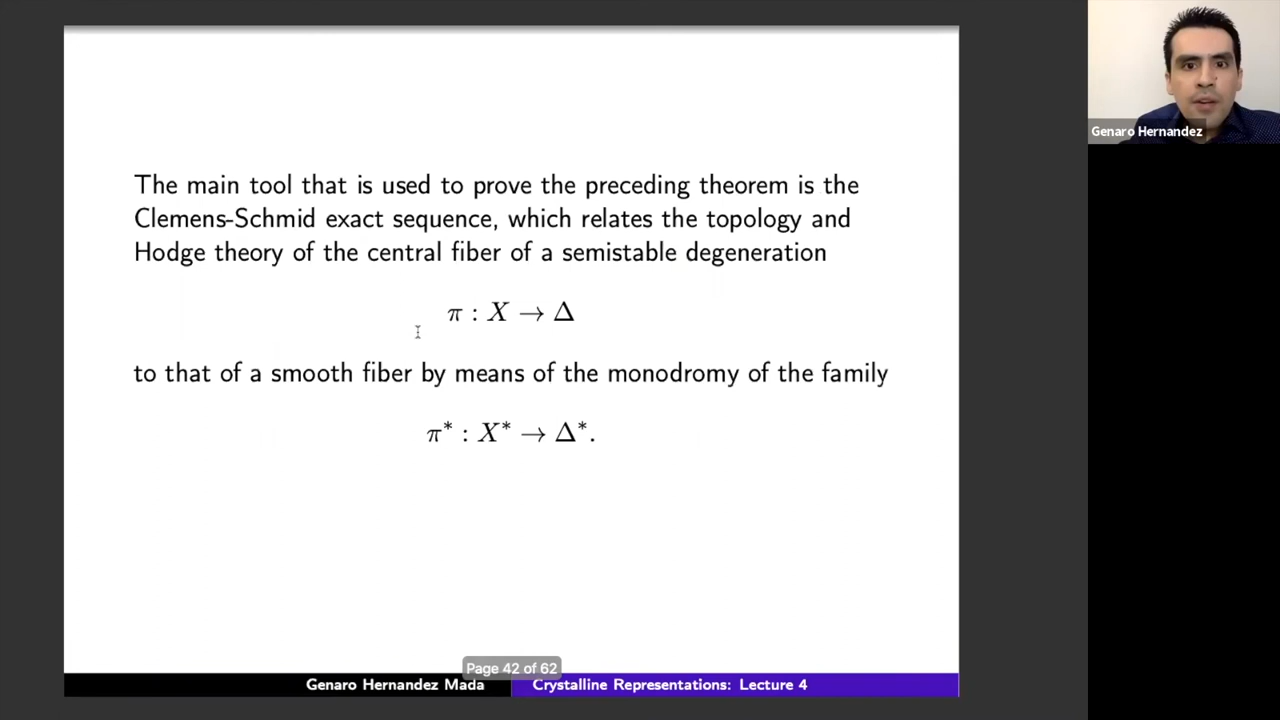 The main tool that is used to prove the preceding theorem is the
Clemens-Schmid exact sequence, which relates the topology and
Hodge theory of the central fiber of a semistable degeneration
π : X → Δ
to that of a smooth fiber by means of the monodromy of the family
π* : X* → Δ*.
Page 42 of 62
Genaro Hernandez Mada
Crystalline Representations: Lecture 4
Genaro Hernandez